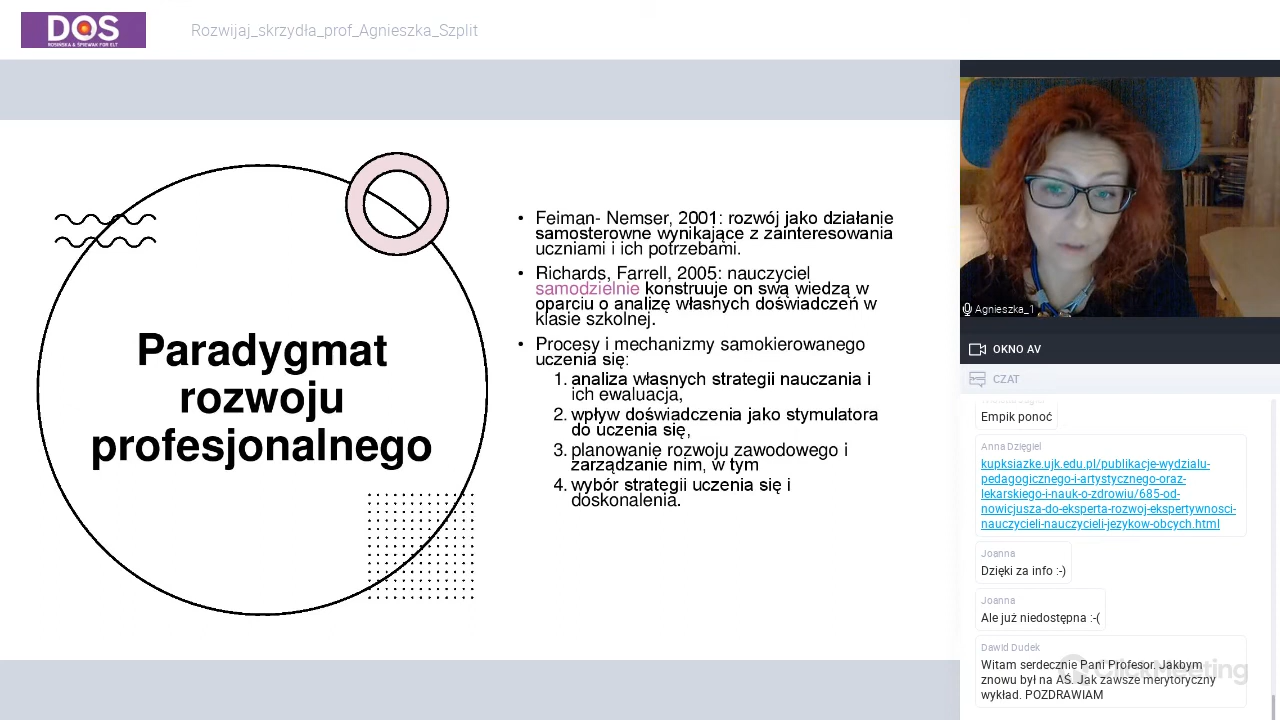 DOS
ROSIŃSKA & ŚPIEWAK FOR ELT
Rozwijaj_skrzydła_prof_Agnieszka_Szplit
Paradygmat
rozwoju
profesjonalnego
• Feiman- Nemser, 2001: rozwój jako działanie
samosterowne wynikające z zainteresowania
uczniami i ich potrzebami.
• Richards, Farrell, 2005: nauczyciel
samodzielnie konstruuje on swą wiedzą w
oparciu o analizę własnych doświadczeń w
klasie szkolnej.
• Procesy i mechanizmy samokierowanego
uczenia się:
1. analiza własnych strategii nauczania i
ich ewaluacja,
2. wpływ doświadczenia jako stymulatora
do uczenia się,
3. planowanie rozwoju zawodowego i
zarządzanie nim, w tym
4. wybór strategii uczenia się i
doskonalenia.
Agnieszka_1
OKNO AV
CZAT
Empik ponoć
Anna Dzięgiel
kupksiazke.ujk.edu.pl/publikacje-wydzialu-
pedagogicznego-i-artystycznego-oraz-
lekarskiego-i-nauk-o-zdrowiu/685-od-
nowicjusza-do-eksperta-rozwoj-ekspertywnosci-
nauczycieli-nauczycieli-jezykow-obcych.html
Joanna
Dzięki za info :-)
Joanna
Ale już niedostępna :-(
Dawid Dudek
Witam serdecznie Pani Profesor. Jakbym
znowu był na AŚ. Jak zawsze merytoryczny
wykład. POZDRAWIAM
ClickMeeting